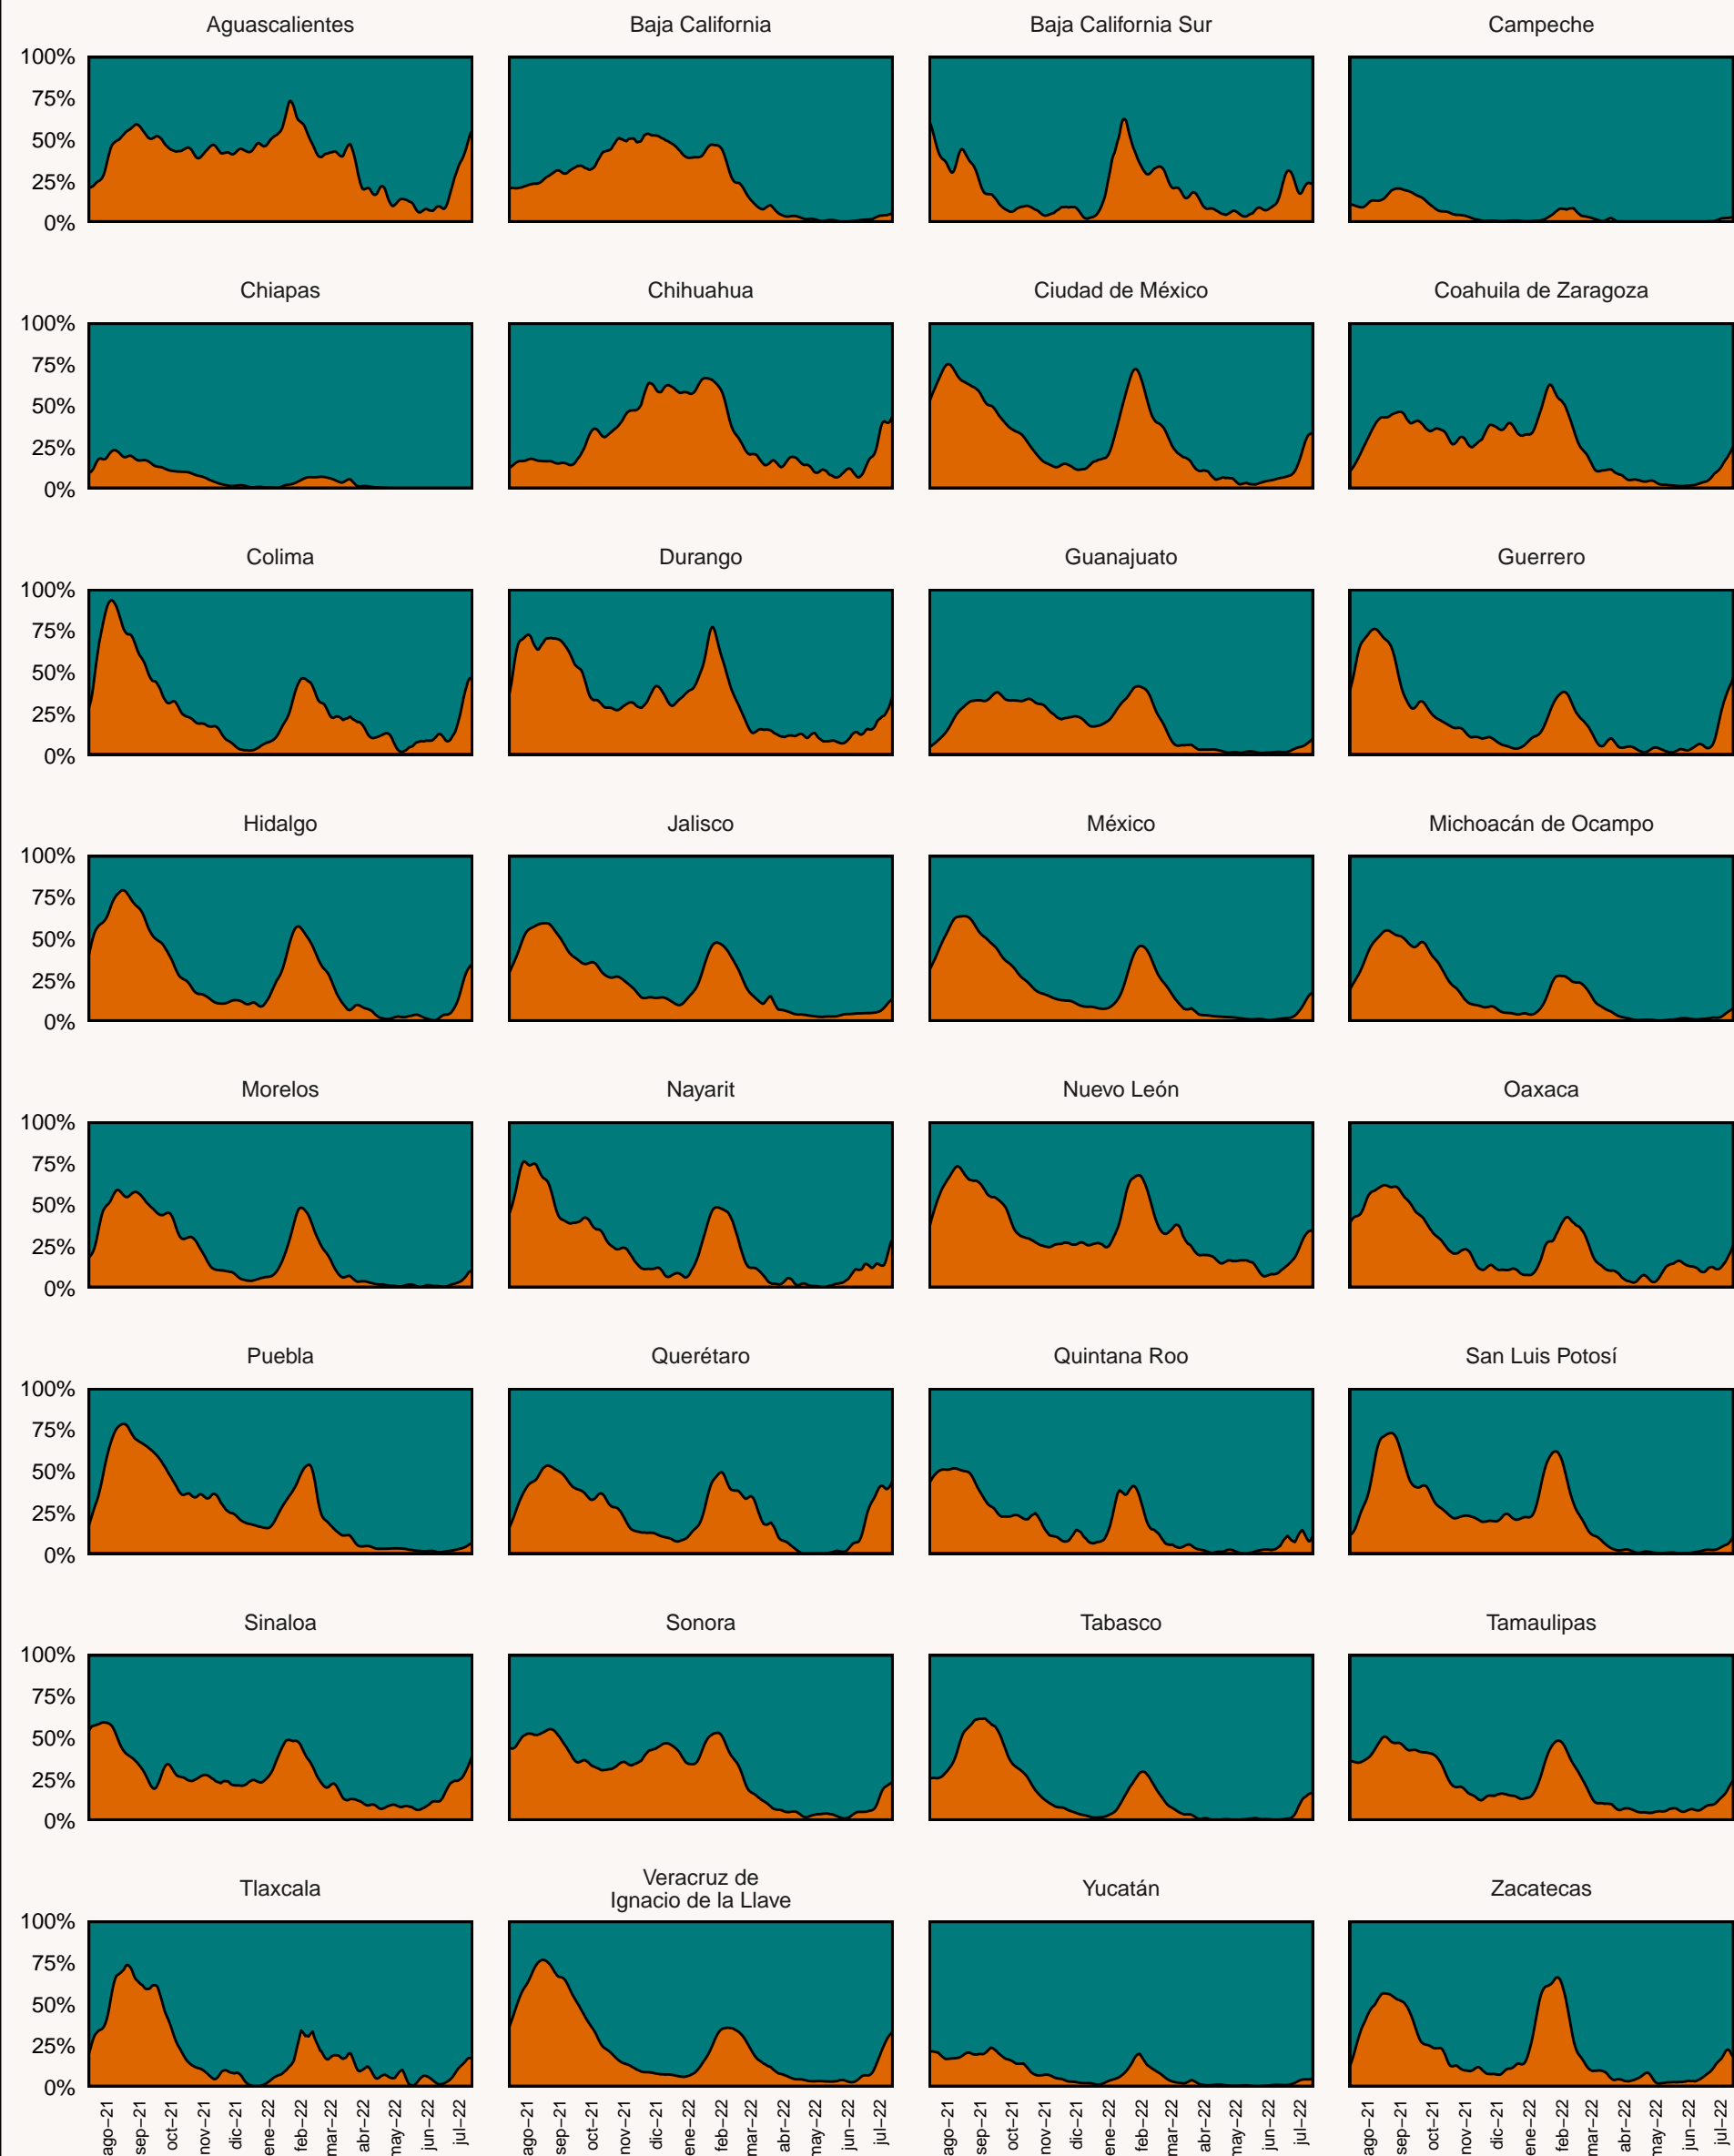 Aguascalientes
Baja California
Baja California Sur
Campeche
100%
75%
50%
25%
0%
Chiapas
Chihuahua
Ciudad de México
Coahuila de Zaragoza
100%
75%
50%
25%
0%
Colima
Durango
Guanajuato
Guerrero
100%
75%
50%
25%
0%
Hidalgo
Jalisco
México
Michoacán de Ocampo
100%
75%
50%
25%
0%
Morelos
Nayarit
Nuevo León
Oaxaca
100%
75%
50%
25%
0%
Puebla
Querétaro
Quintana Roo
San Luis Potosí
100%
75%
50%
25%
0%
Sinaloa
Sonora
Tabasco
Tamaulipas
100%
75%
50%
25%
0%
Tlaxcala
Veracruz de
Ignacio de la Llave
Yucatán
Zacatecas
100%
75%
50%
25%
0%
ago–21
sep–21
oct–21
nov–21
dic–21
ene–22
feb–22
mar–22
abr–22
may–22
jun–22
jul–22
ago–21
sep–21
oct–21
nov–21
dic–21
ene–22
feb–22
mar–22
abr–22
may–22
jun–22
jul–22
ago–21
sep–21
oct–21
nov–21
dic–21
ene–22
feb–22
mar–22
abr–22
may–22
jun–22
jul–22
ago–21
sep–21
oct–21
nov–21
dic–21
ene–22
feb–22
mar–22
abr–22
may–22
jun–22
jul–22